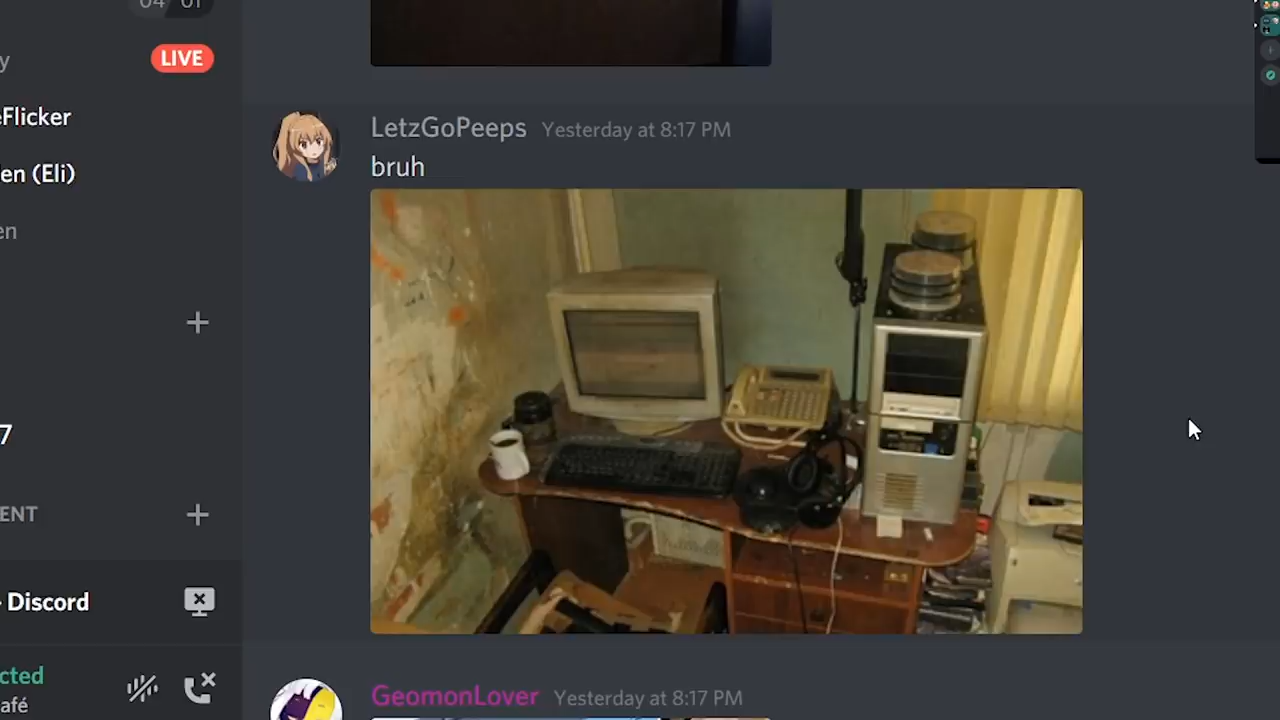 04 01
y
LIVE
eFlicker
en (Eli)
en
7
ENT
Discord
cted
afé
LetzGoPeeps Yesterday at 8:17 PM
bruh
GeomonLover Yesterday at 8:17 PM